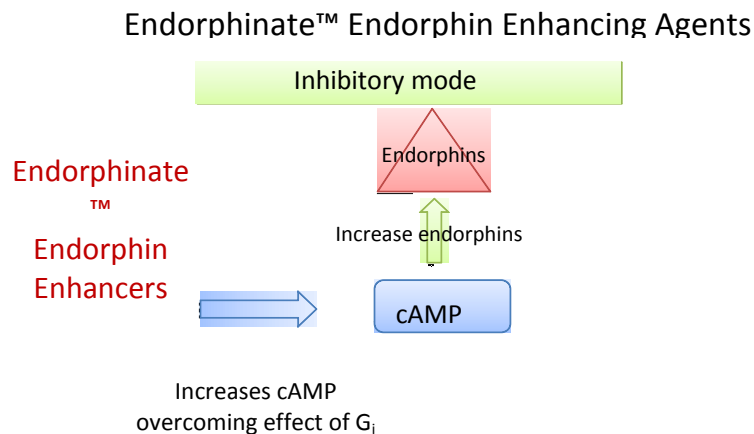 Endorphinate™ Endorphin Enhancing Agents
Inhibitory mode
Endorphins
Endorphinate
™
Endorphin
Enhancers
Increase endorphins
cAMP
Increases cAMP
overcoming effect of Gᵢ